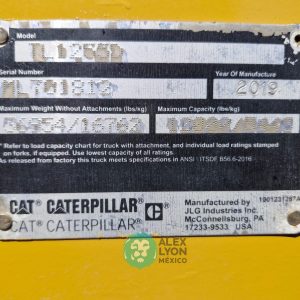 Model
TL1255D
Serial Number Year Of Manufacture
2019
Maximum Weight Without Attachments (lbs/kg) Maximum Capacity (lbs/kg)
* Refer to load capacity chart for truck with attachment, and individual load ratings stamped
on forks, if equipped. Use lowest capacity of all ratings.
As released from factory this truck meets specifications in ANSI \ ITSDF B56.6-2016
CAT CATERPILLAR
CAT CATERPILLAR
Manufactured by
JLG Industries Inc.
McConnellsburg, PA
17233-9533 USA
ALEX
LYON
MÉXICO